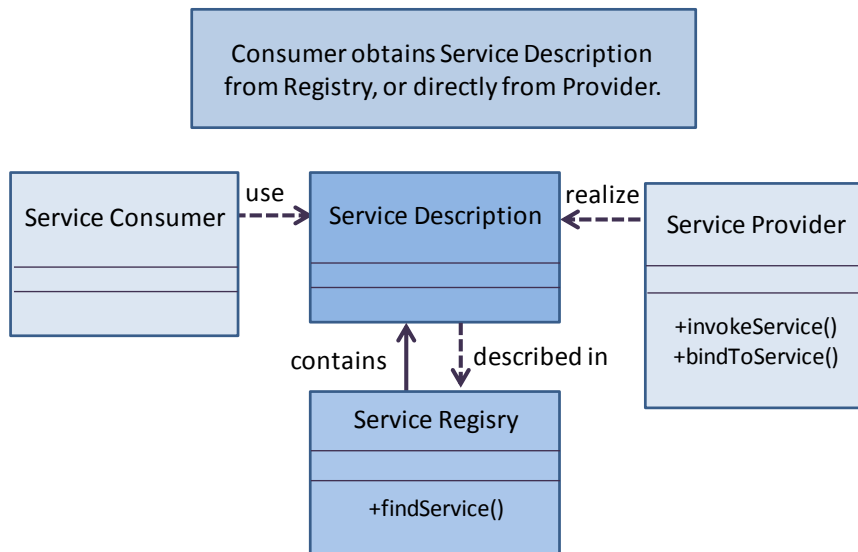 Consumer obtains Service Description
from Registry, or directly from Provider.
use
realize
Service Consumer
Service Description
Service Provider
+invokeService()
+bindToService()
contains
described in
Service Regisry
+findService()